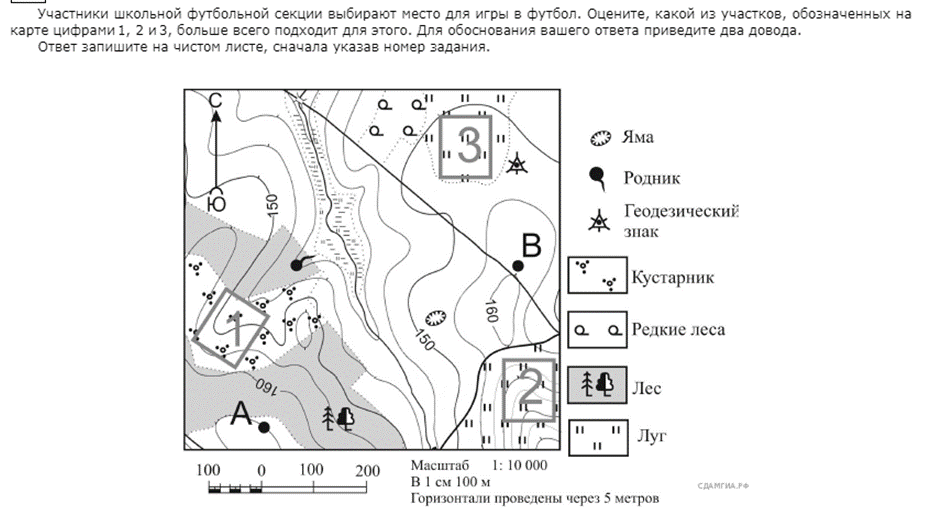 Участники школьной футбольной секции выбирают место для игры в футбол. Оцените, какой из участков, обозначенных на
карте цифрами 1, 2 и 3, больше всего подходит для этого. Для обоснования вашего ответа приведите два довода.
Ответ запишите на чистом листе, сначала указав номер задания.
С
Ю
150
3
В
1
160
150
160
2
А
Яма
Родник
Геодезический
знак
Кустарник
Редкие леса
Лес
Луг
100 0 100 200
Масштаб 1: 10 000
В 1 см 100 м
Горизонтали проведены через 5 метров
СДАМГИА.РФ